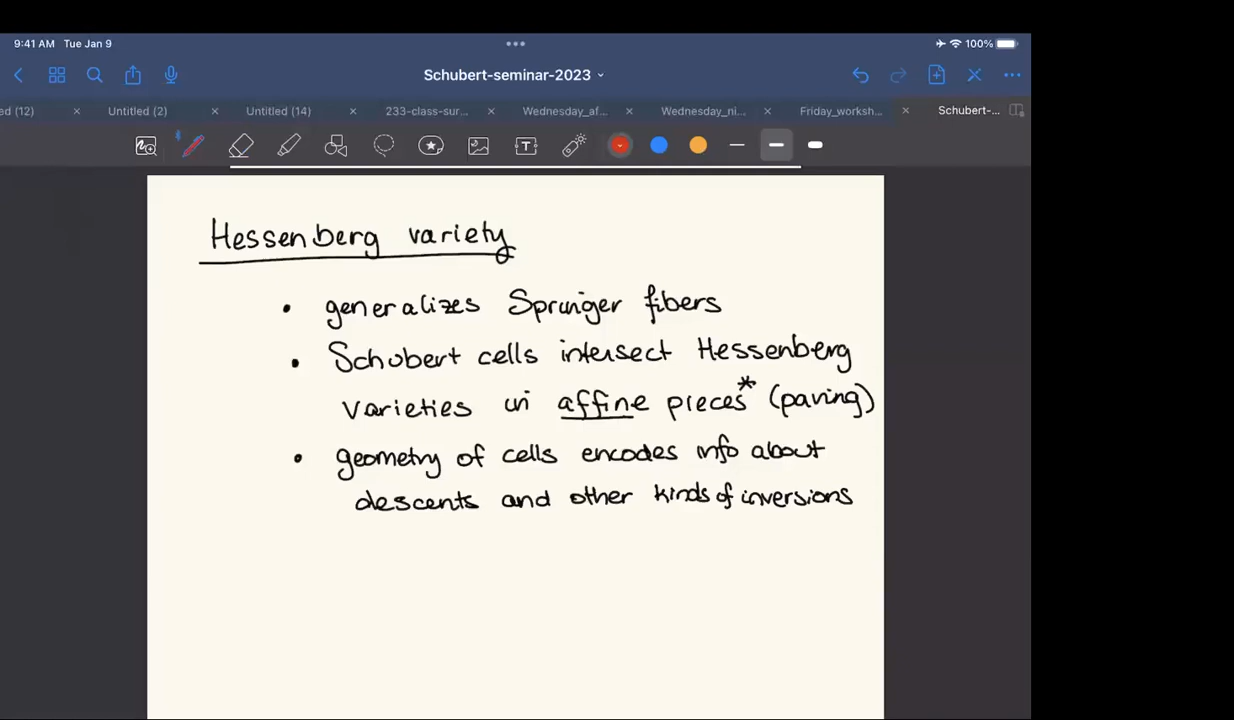 9:41 AM Tue Jan 9
100%
Schubert-seminar-2023
ed (12)
Untitled (2)
Untitled (14)
233-class-sur...
Wednesday_af...
Wednesday_ni...
Friday_worksh...
Schubert-...
T
Hessenberg variety
• generalizes Springer fibers
• Schubert cells intersect Hessenberg
varieties in affine pieces* (paving)
• geometry of cells encodes info about
descents and other kinds of inversions